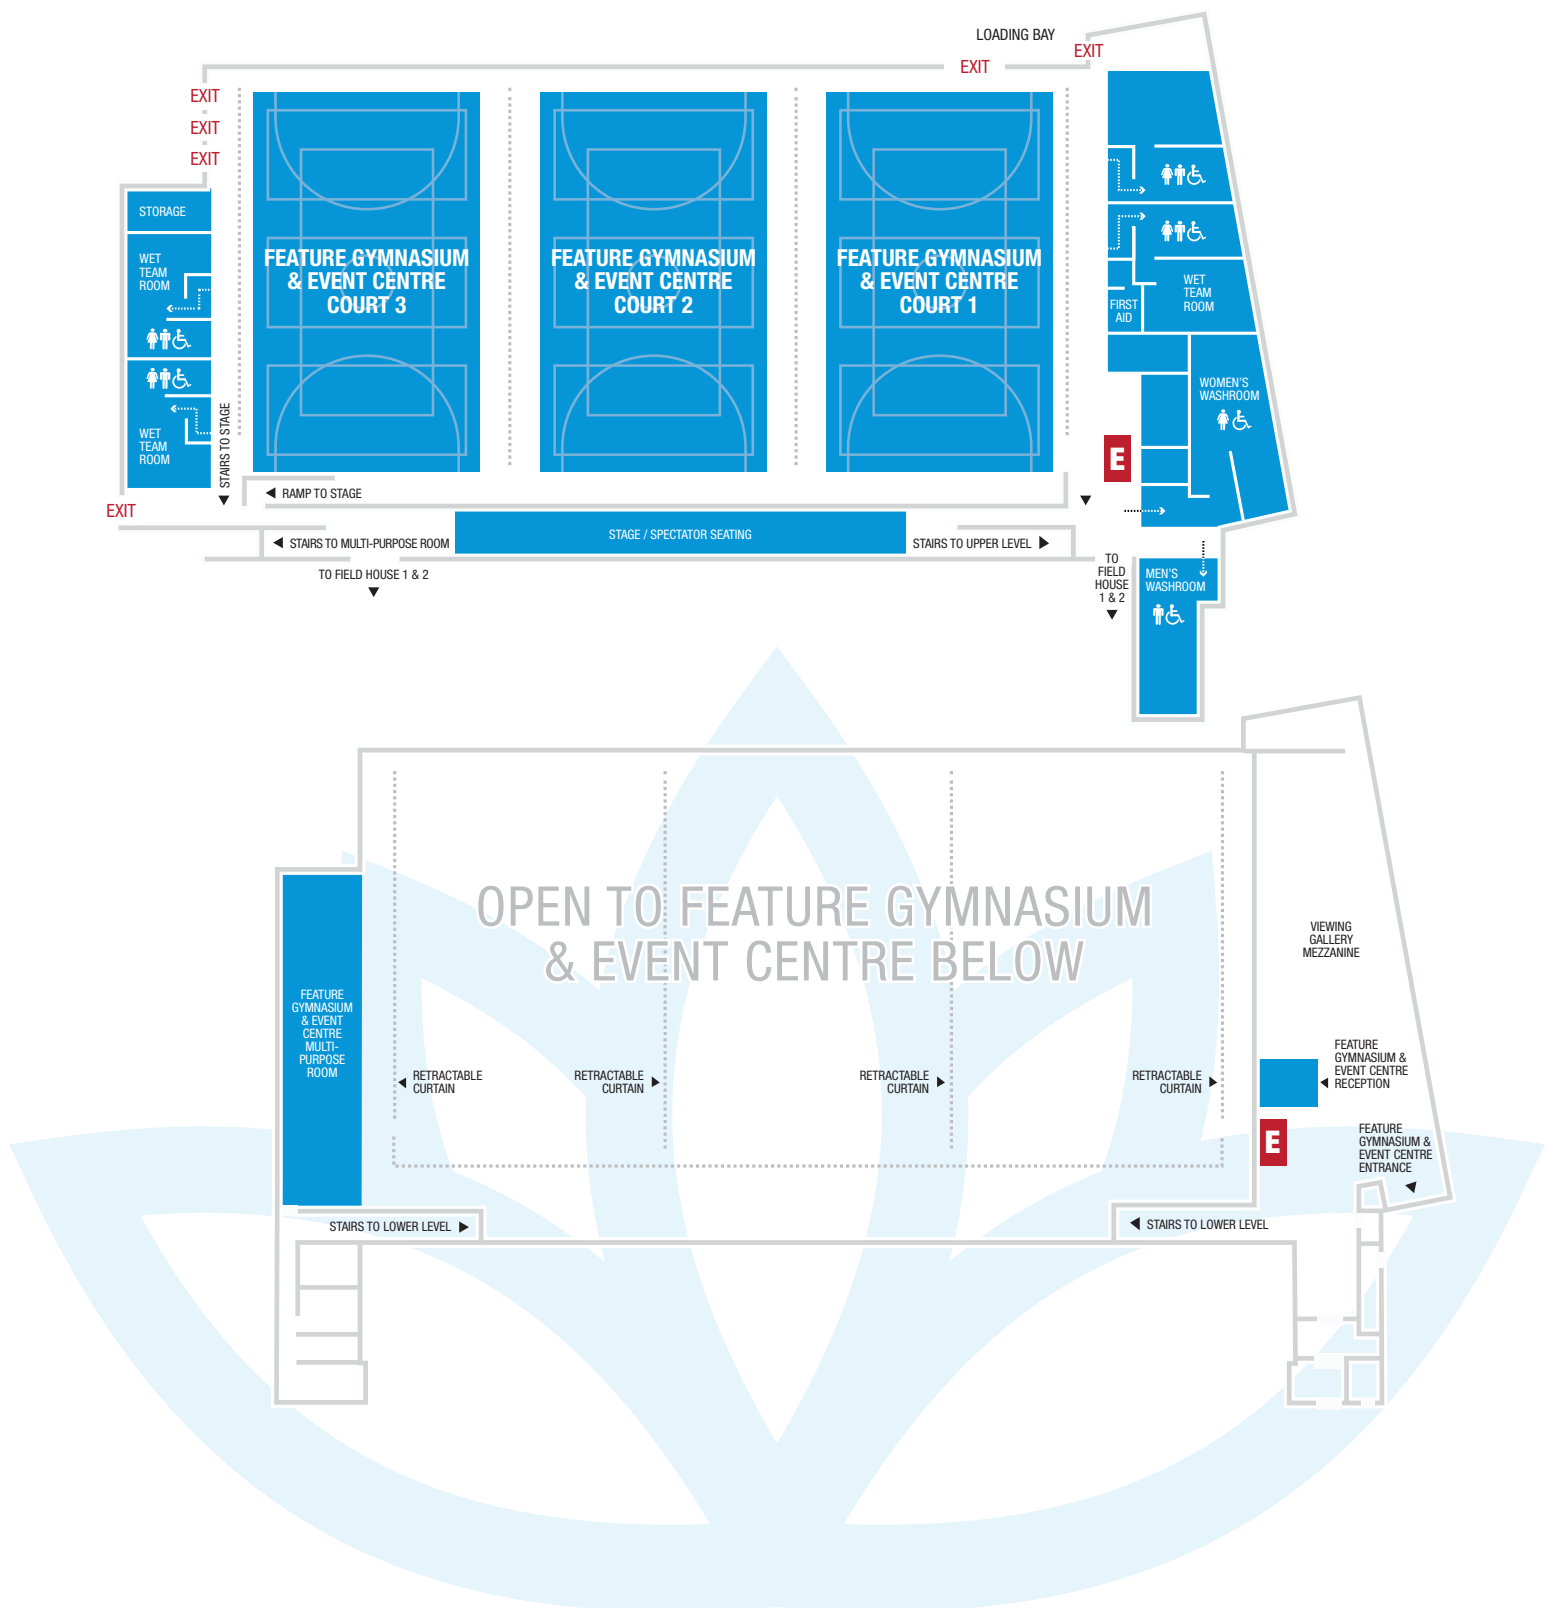 LOADING BAY
EXIT
EXIT
EXIT
EXIT
EXIT
STORAGE
WET
TEAM
ROOM
WET
TEAM
ROOM
STAIRS TO STAGE
EXIT
FEATURE GYMNASIUM
& EVENT CENTRE
COURT 3
FEATURE GYMNASIUM
& EVENT CENTRE
COURT 2
FEATURE GYMNASIUM
& EVENT CENTRE
COURT 1
FIRST
AID
WET
TEAM
ROOM
WOMEN'S
WASHROOM
E
RAMP TO STAGE
STAIRS TO MULTI-PURPOSE ROOM
STAGE / SPECTATOR SEATING
STAIRS TO UPPER LEVEL
TO FIELD HOUSE 1 & 2
TO
FIELD
HOUSE
1 & 2
MEN'S
WASHROOM
OPEN TO FEATURE GYMNASIUM
& EVENT CENTRE BELOW
VIEWING
GALLERY
MEZZANINE
FEATURE
GYMNASIUM
& EVENT
CENTRE
MULTI-
PURPOSE
ROOM
RETRACTABLE
CURTAIN
RETRACTABLE
CURTAIN
RETRACTABLE
CURTAIN
RETRACTABLE
CURTAIN
FEATURE
GYMNASIUM &
EVENT CENTRE
RECEPTION
E
FEATURE
GYMNASIUM &
EVENT CENTRE
ENTRANCE
STAIRS TO LOWER LEVEL
STAIRS TO LOWER LEVEL